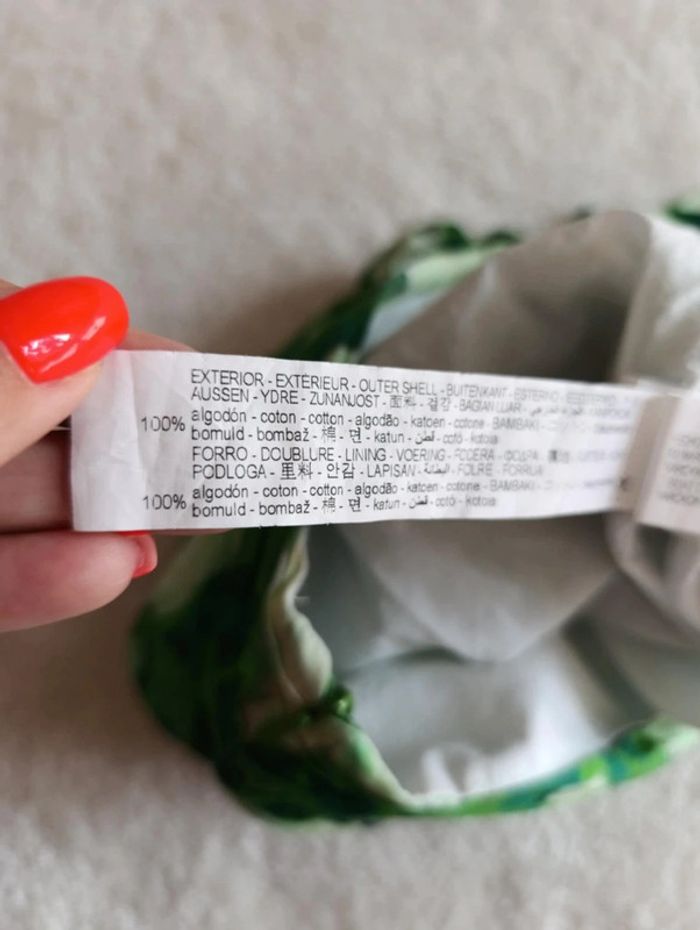 EXTERIOR - EXTÉRIEUR - OUTER SHELL - BUITENKANT - ESTERNO -
AUSSEN - YDRE - ZUNANJOST - 面料 - 겉감 - BAGIAN LUAR -
100% algodón - coton - cotton - algodão - katoen - cotone - BAMBAKI -
bomuld - bombaž - 棉 - 면 - katun - قطن - cotó - kotoia
FORRO - DOUBLURE - LINING - VOERING - FODERA - ΦΟΔΡΑ -
PODLOGA - 里料 - 안감 - LAPISAN - البطانة - FOLRE - FORRUA
100% algodón - coton - cotton - algodão - katoen - cotone - BAMBAKI -
bomuld - bombaž - 棉 - 면 - katun - قطن - cotó - kotoia